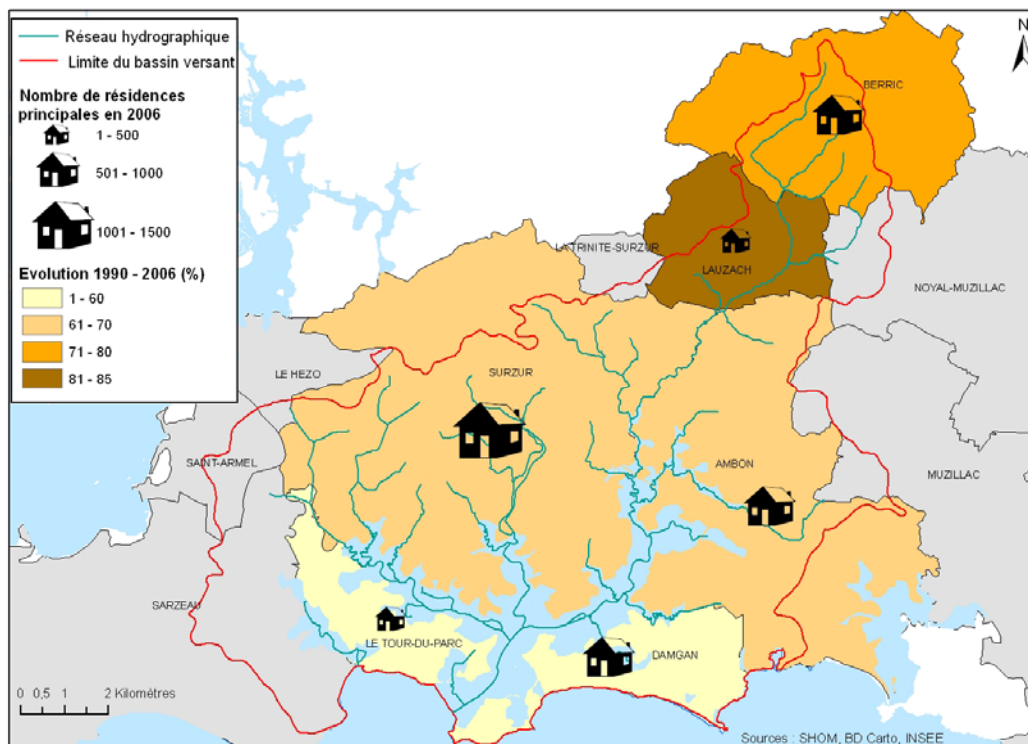 Réseau hydrographique
Limite du bassin versant
Nombre de résidences
principales en 2006
1 - 500
501 - 1000
1001 - 1500
Evolution 1990 - 2006 (%)
1 - 60
61 - 70
71 - 80
81 - 85
N
BERRIC
LA TRINITE-SURZUR
LAUZACH
NOYAL-MUZILLAC
LE HEZO
SURZUR
SAINT-ARMEL
AMBON
MUZILLAC
SARZEAU
LE TOUR-DU-PARC
DAMGAN
0 0,5 1 2 Kilométres
Sources : SHOM, BD Carto, INSEE